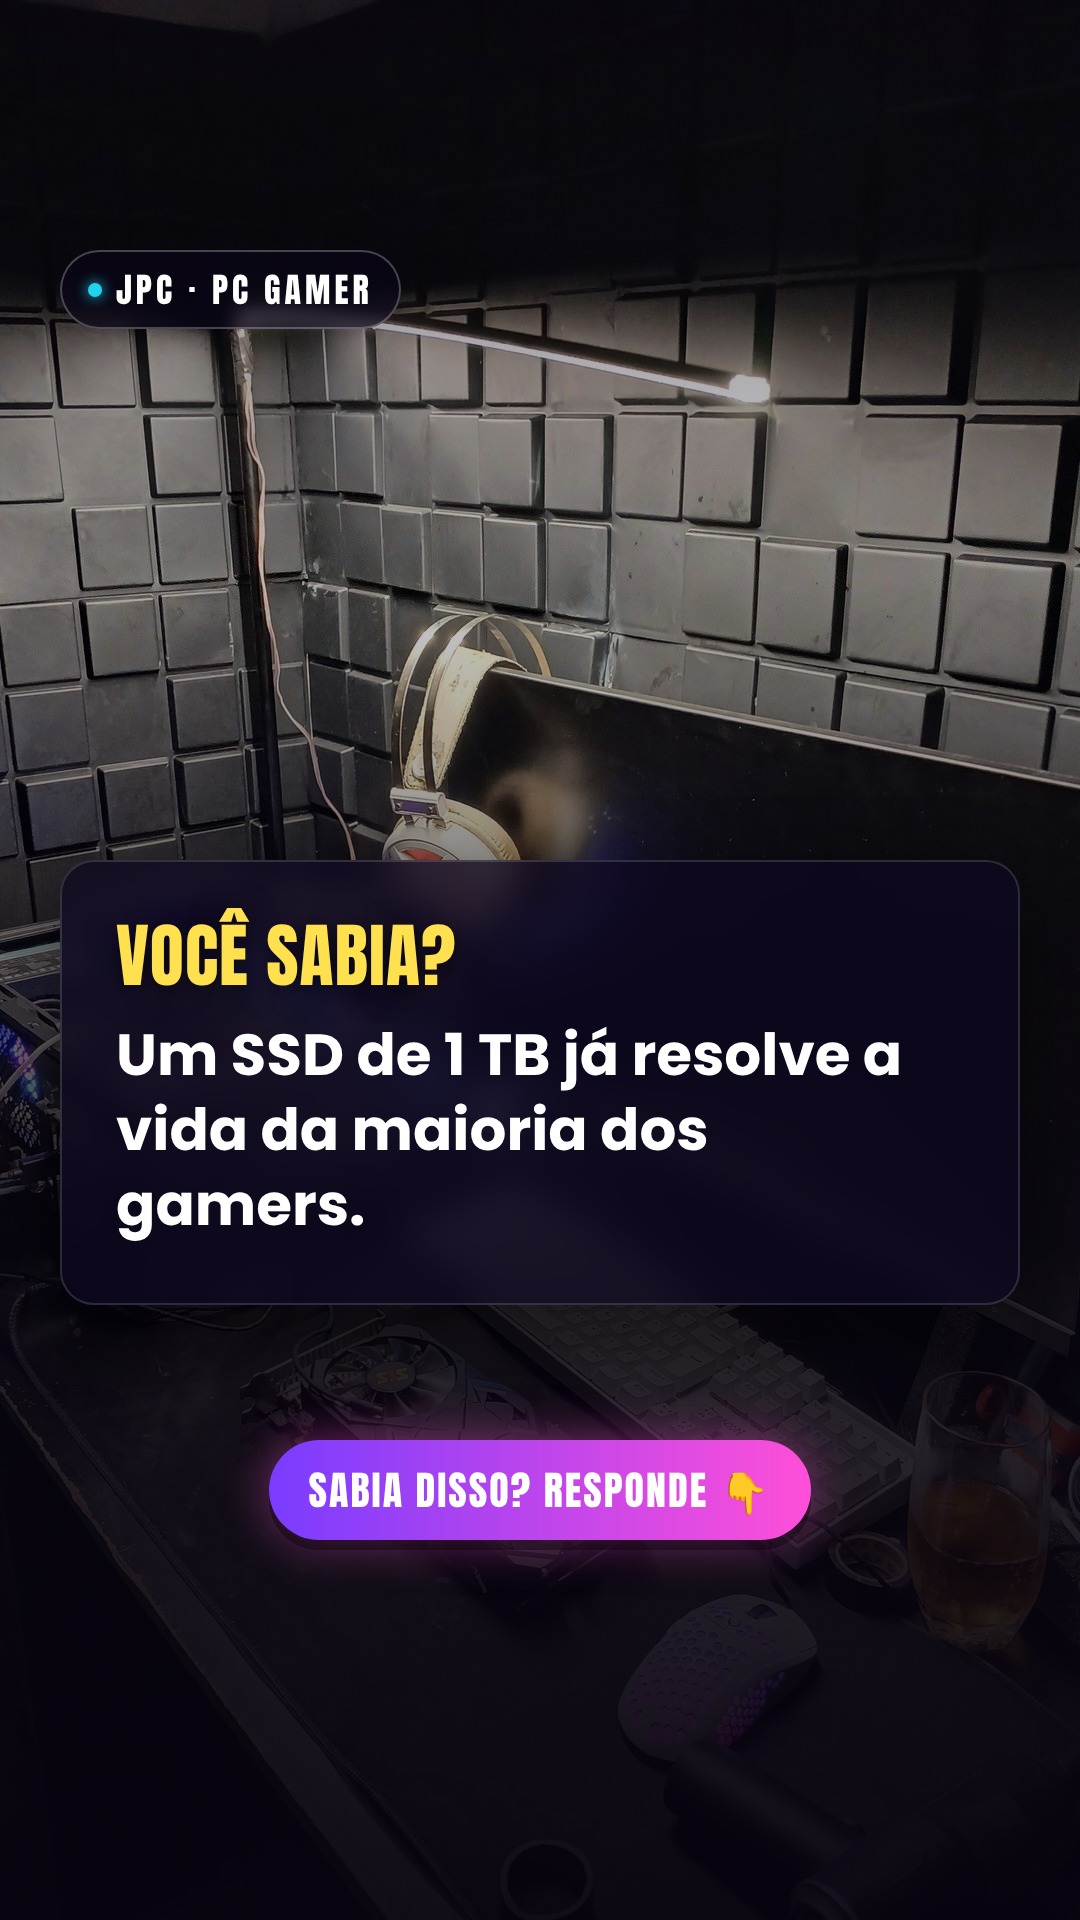 JPC · PC GAMER
VOCÊ SABIA?
Um SSD de 1 TB já resolve a
vida da maioria dos
gamers.
SABIA DISSO? RESPONDE 👇